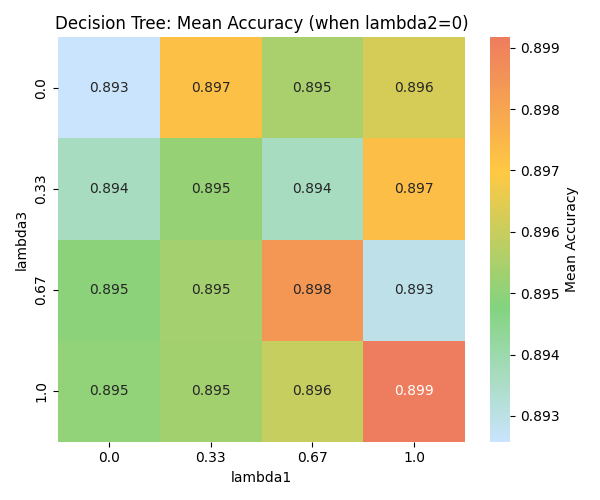 Decision Tree: Mean Accuracy (when lambda2=0)
0.893 0.897 0.895 0.896
0.894 0.895 0.894 0.897
0.895 0.895 0.898 0.893
0.895 0.895 0.896 0.899
0.0
0.33
0.67
1.0
lambda3
0.0 0.33 0.67 1.0
lambda1
0.899
0.898
0.897
0.896
0.895
0.894
0.893
Mean Accuracy